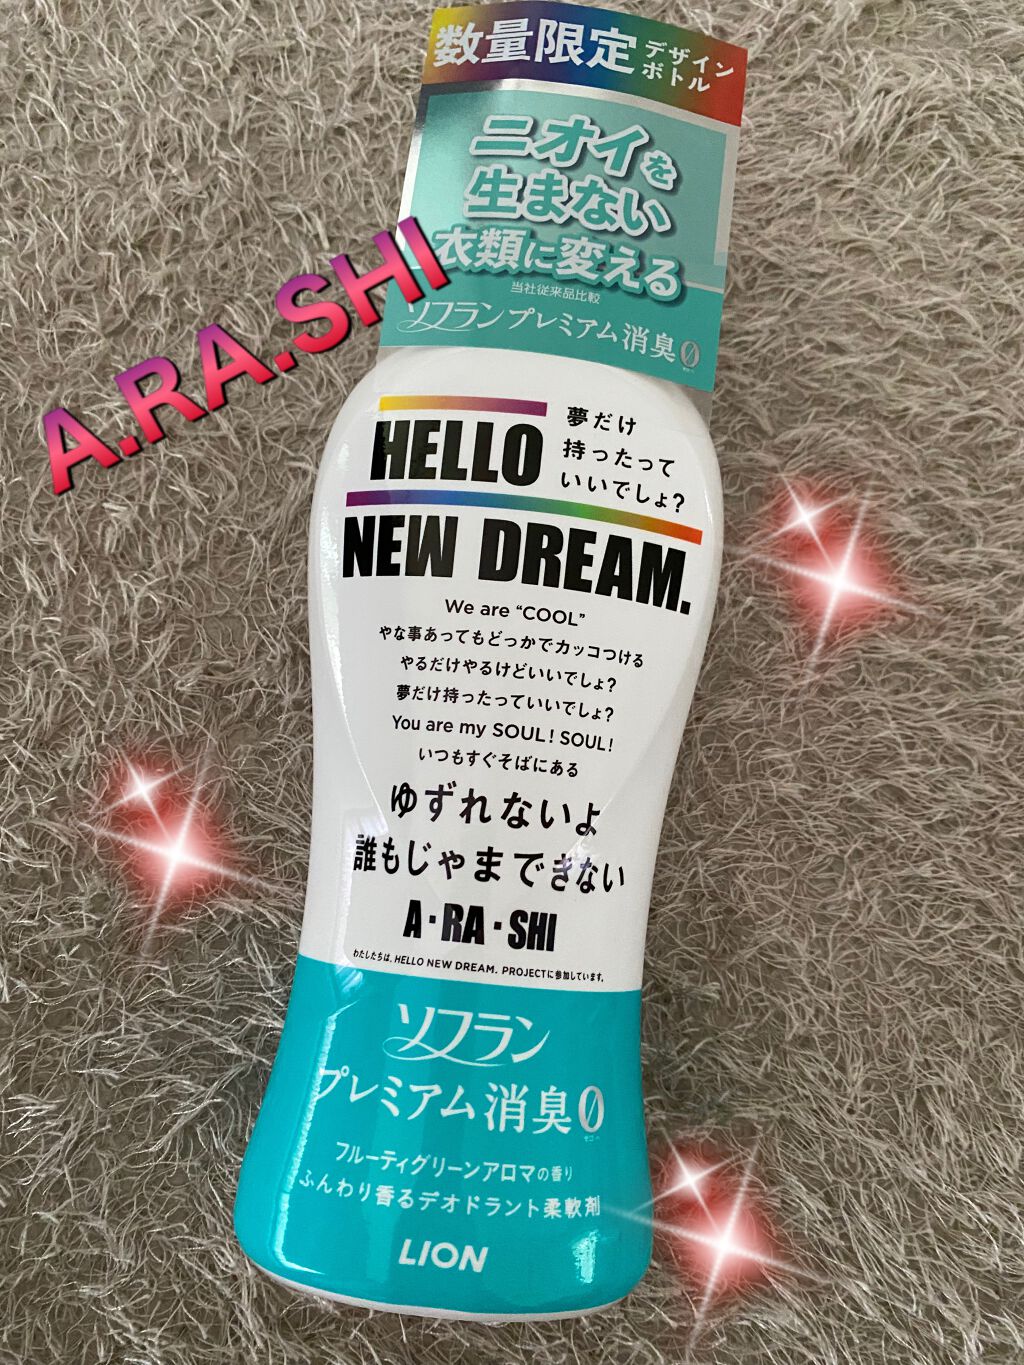 数量限定 デザイン
ボトル
ニオイを
生まない
衣類に変える
当社従来品比較
ソフランプレミアム消臭0
A.RA.SHI
HELLO
夢だけ
持ったって
いいでしょ?
NEW DREAM.
We are “COOL”
やな事あってもどっかでカッコつける
やるだけやるけどいいでしょ?
夢だけ持ったっていいでしょ?
You are my SOUL! SOUL!
いつもすぐそばにある
ゆずれないよ
誰もじゃまできない
A・RA・SHI
わたしたちは、HELLO NEW DREAM. PROJECTに参加しています。
ソフラン
プレミアム消臭0
フルーティグリーンアロマの香り
ふんわり香るデオドラント柔軟剤
LION